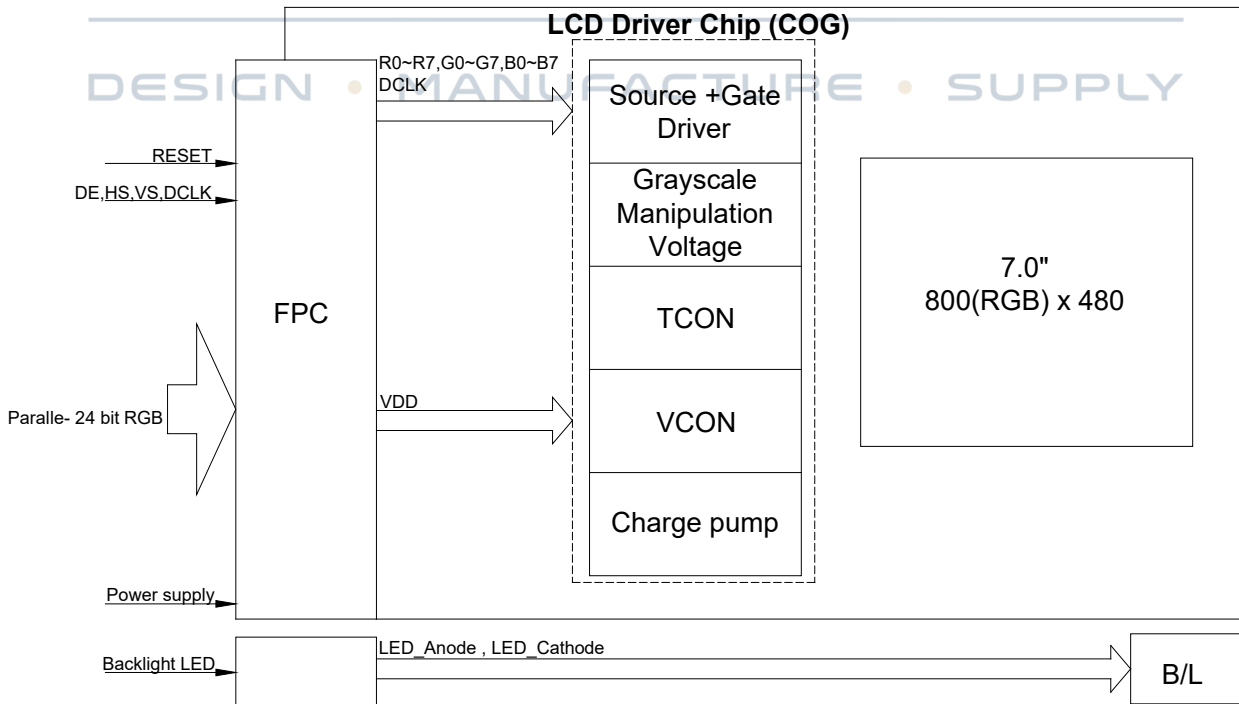 LCD Driver Chip (COG)
DESIGN • MANUFACTURE • SUPPLY
R0~R7,G0~G7,B0~B7
DCLK
Source +Gate
Driver
RESET
DE,HS,VS,DCLK
Grayscale
Manipulation
Voltage
7.0"
800(RGB) x 480
FPC
TCON
Paralle- 24 bit RGB
VDD
VCON
Charge pump
Power supply
LED_Anode , LED_Cathode
Backlight LED
B/L